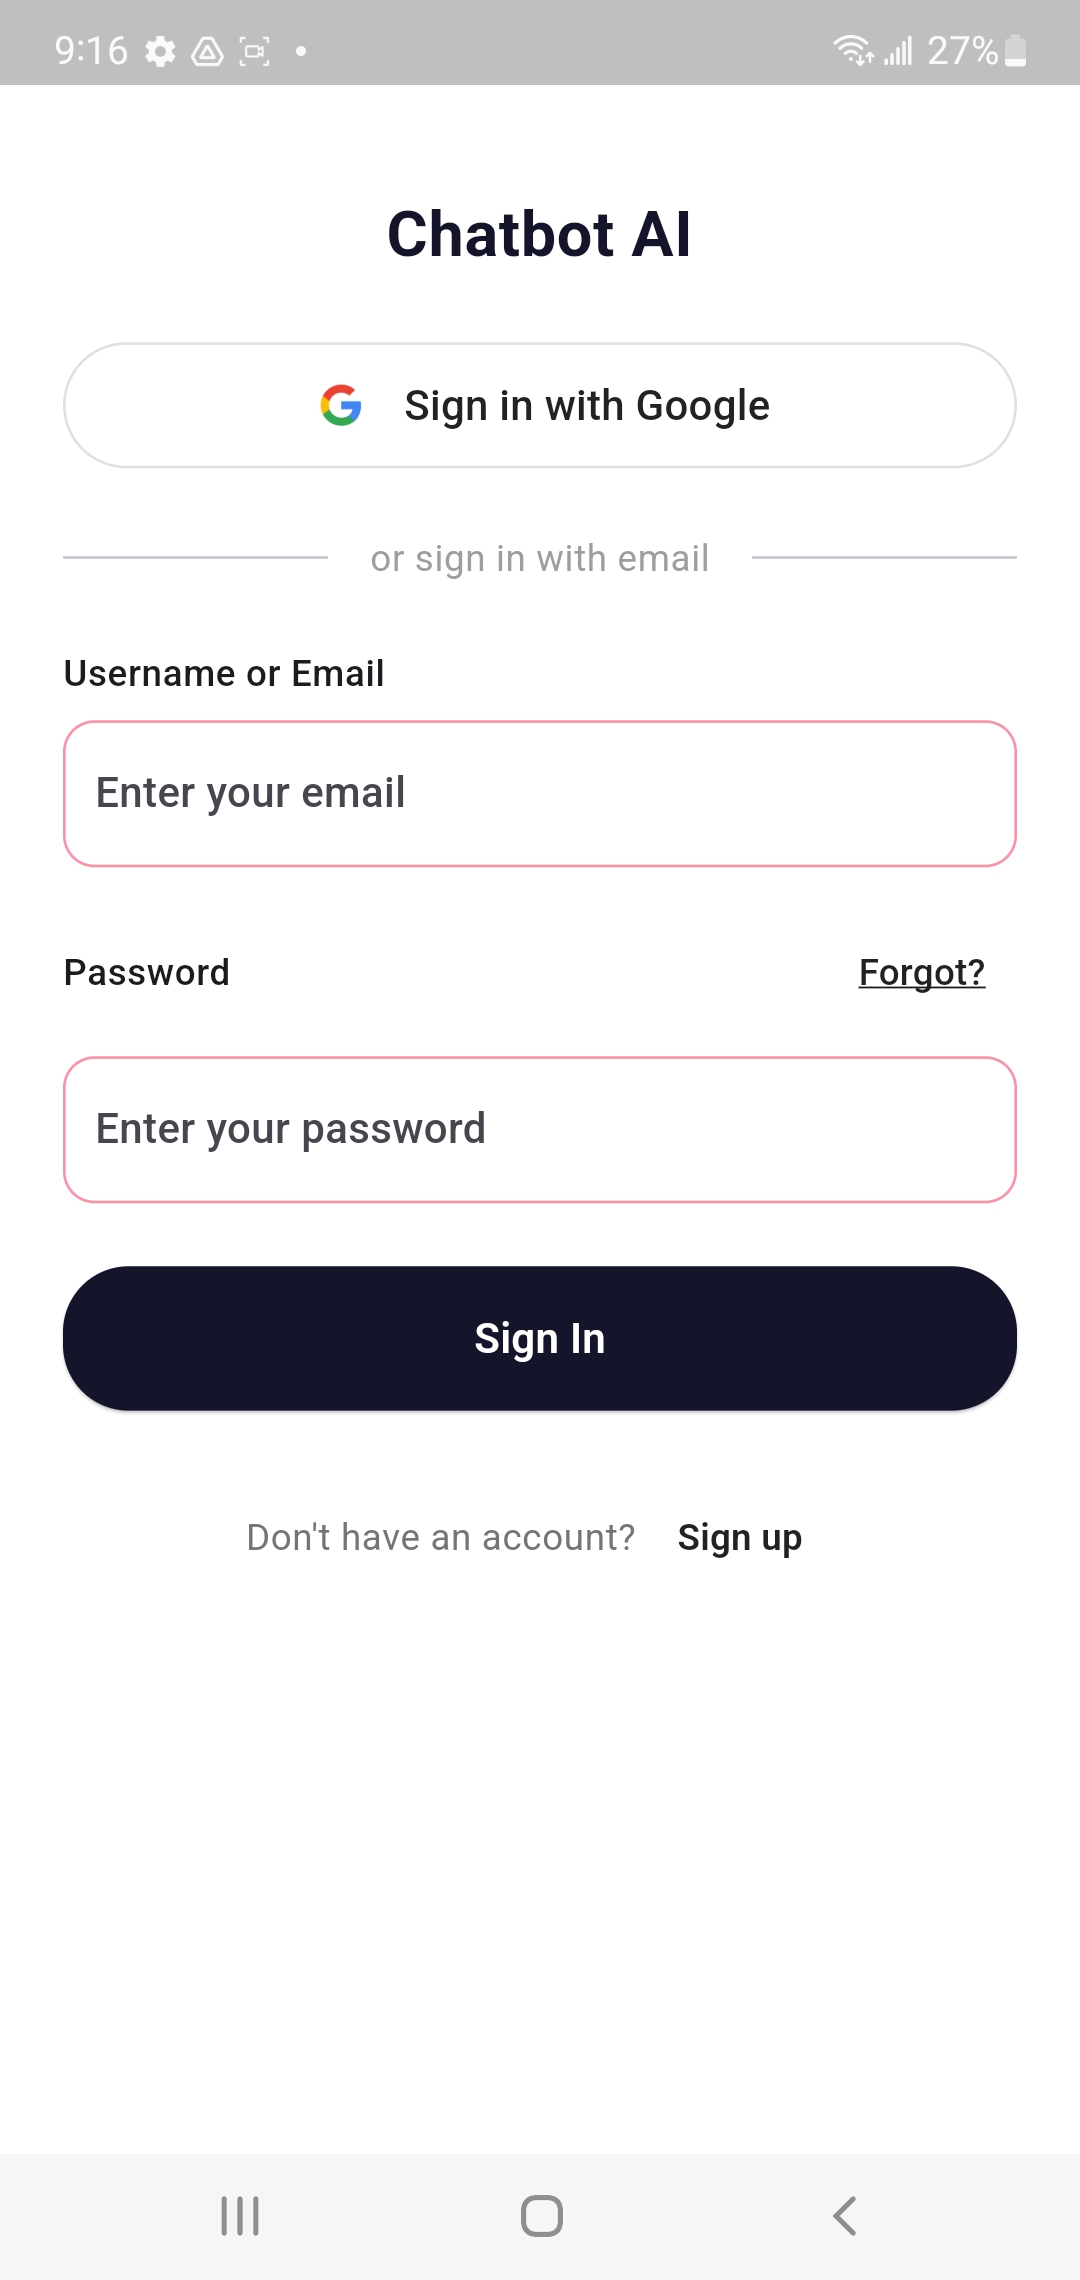 9:16 27%
Chatbot AI
Sign in with Google
or sign in with email
Username or Email
Enter your email
Password Forgot?
Enter your password
Sign In
Don't have an account? Sign up